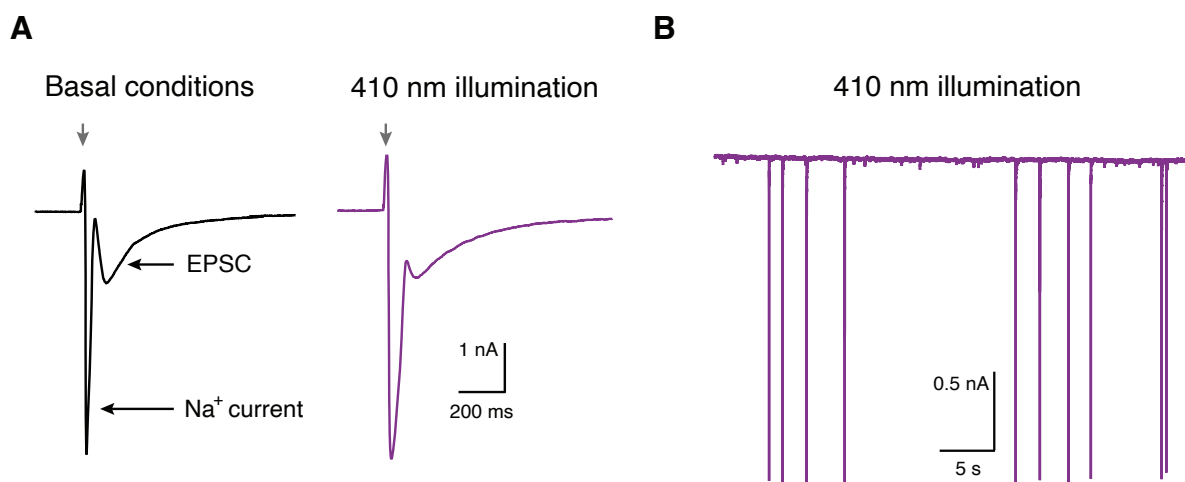 A
B
Basal conditions
410 nm illumination
410 nm illumination
EPSC
1 nA
200 ms
Na⁺ current
0.5 nA
5 s